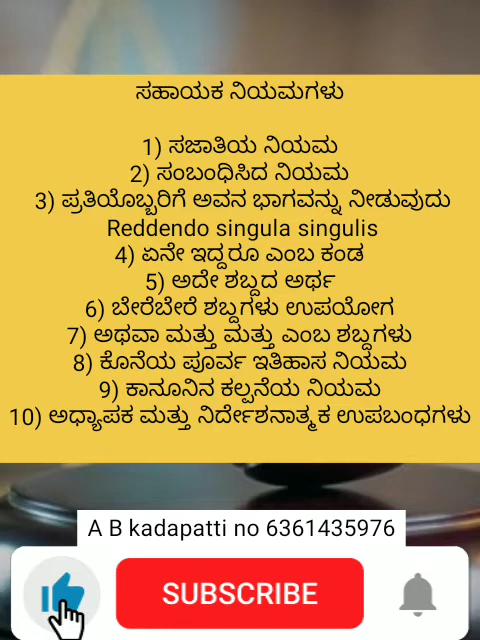 ಸಹಾಯಕ ನಿಯಮಗಳು
1) ಸಜಾತಿಯ ನಿಯಮ
2) ಸಂಬಂಧಿಸಿದ ನಿಯಮ
3) ಪ್ರತಿಯೊಬ್ಬರಿಗೆ ಅವನ ಭಾಗವನ್ನು ನೀಡುವುದು
Reddendo singula singulis
4) ಏನೇ ಇದ್ದರೂ ಎಂಬ ಕಂಡ
5) ಅದೇ ಶಬ್ದದ ಅರ್ಥ
6) ಬೇರೆಬೇರೆ ಶಬ್ದಗಳು ಉಪಯೋಗ
7) ಅಥವಾ ಮತ್ತು ಮತ್ತು ಎಂಬ ಶಬ್ದಗಳು
8) ಕೊನೆಯ ಪೂರ್ವ ಇತಿಹಾಸ ನಿಯಮ
9) ಕಾನೂನಿನ ಕಲ್ಪನೆಯ ನಿಯಮ
10) ಅಧ್ಯಾಪಕ ಮತ್ತು ನಿರ್ದೇಶನಾತ್ಮಕ ಉಪಬಂಧಗಳು
A B kadapatti no 6361435976
SUBSCRIBE